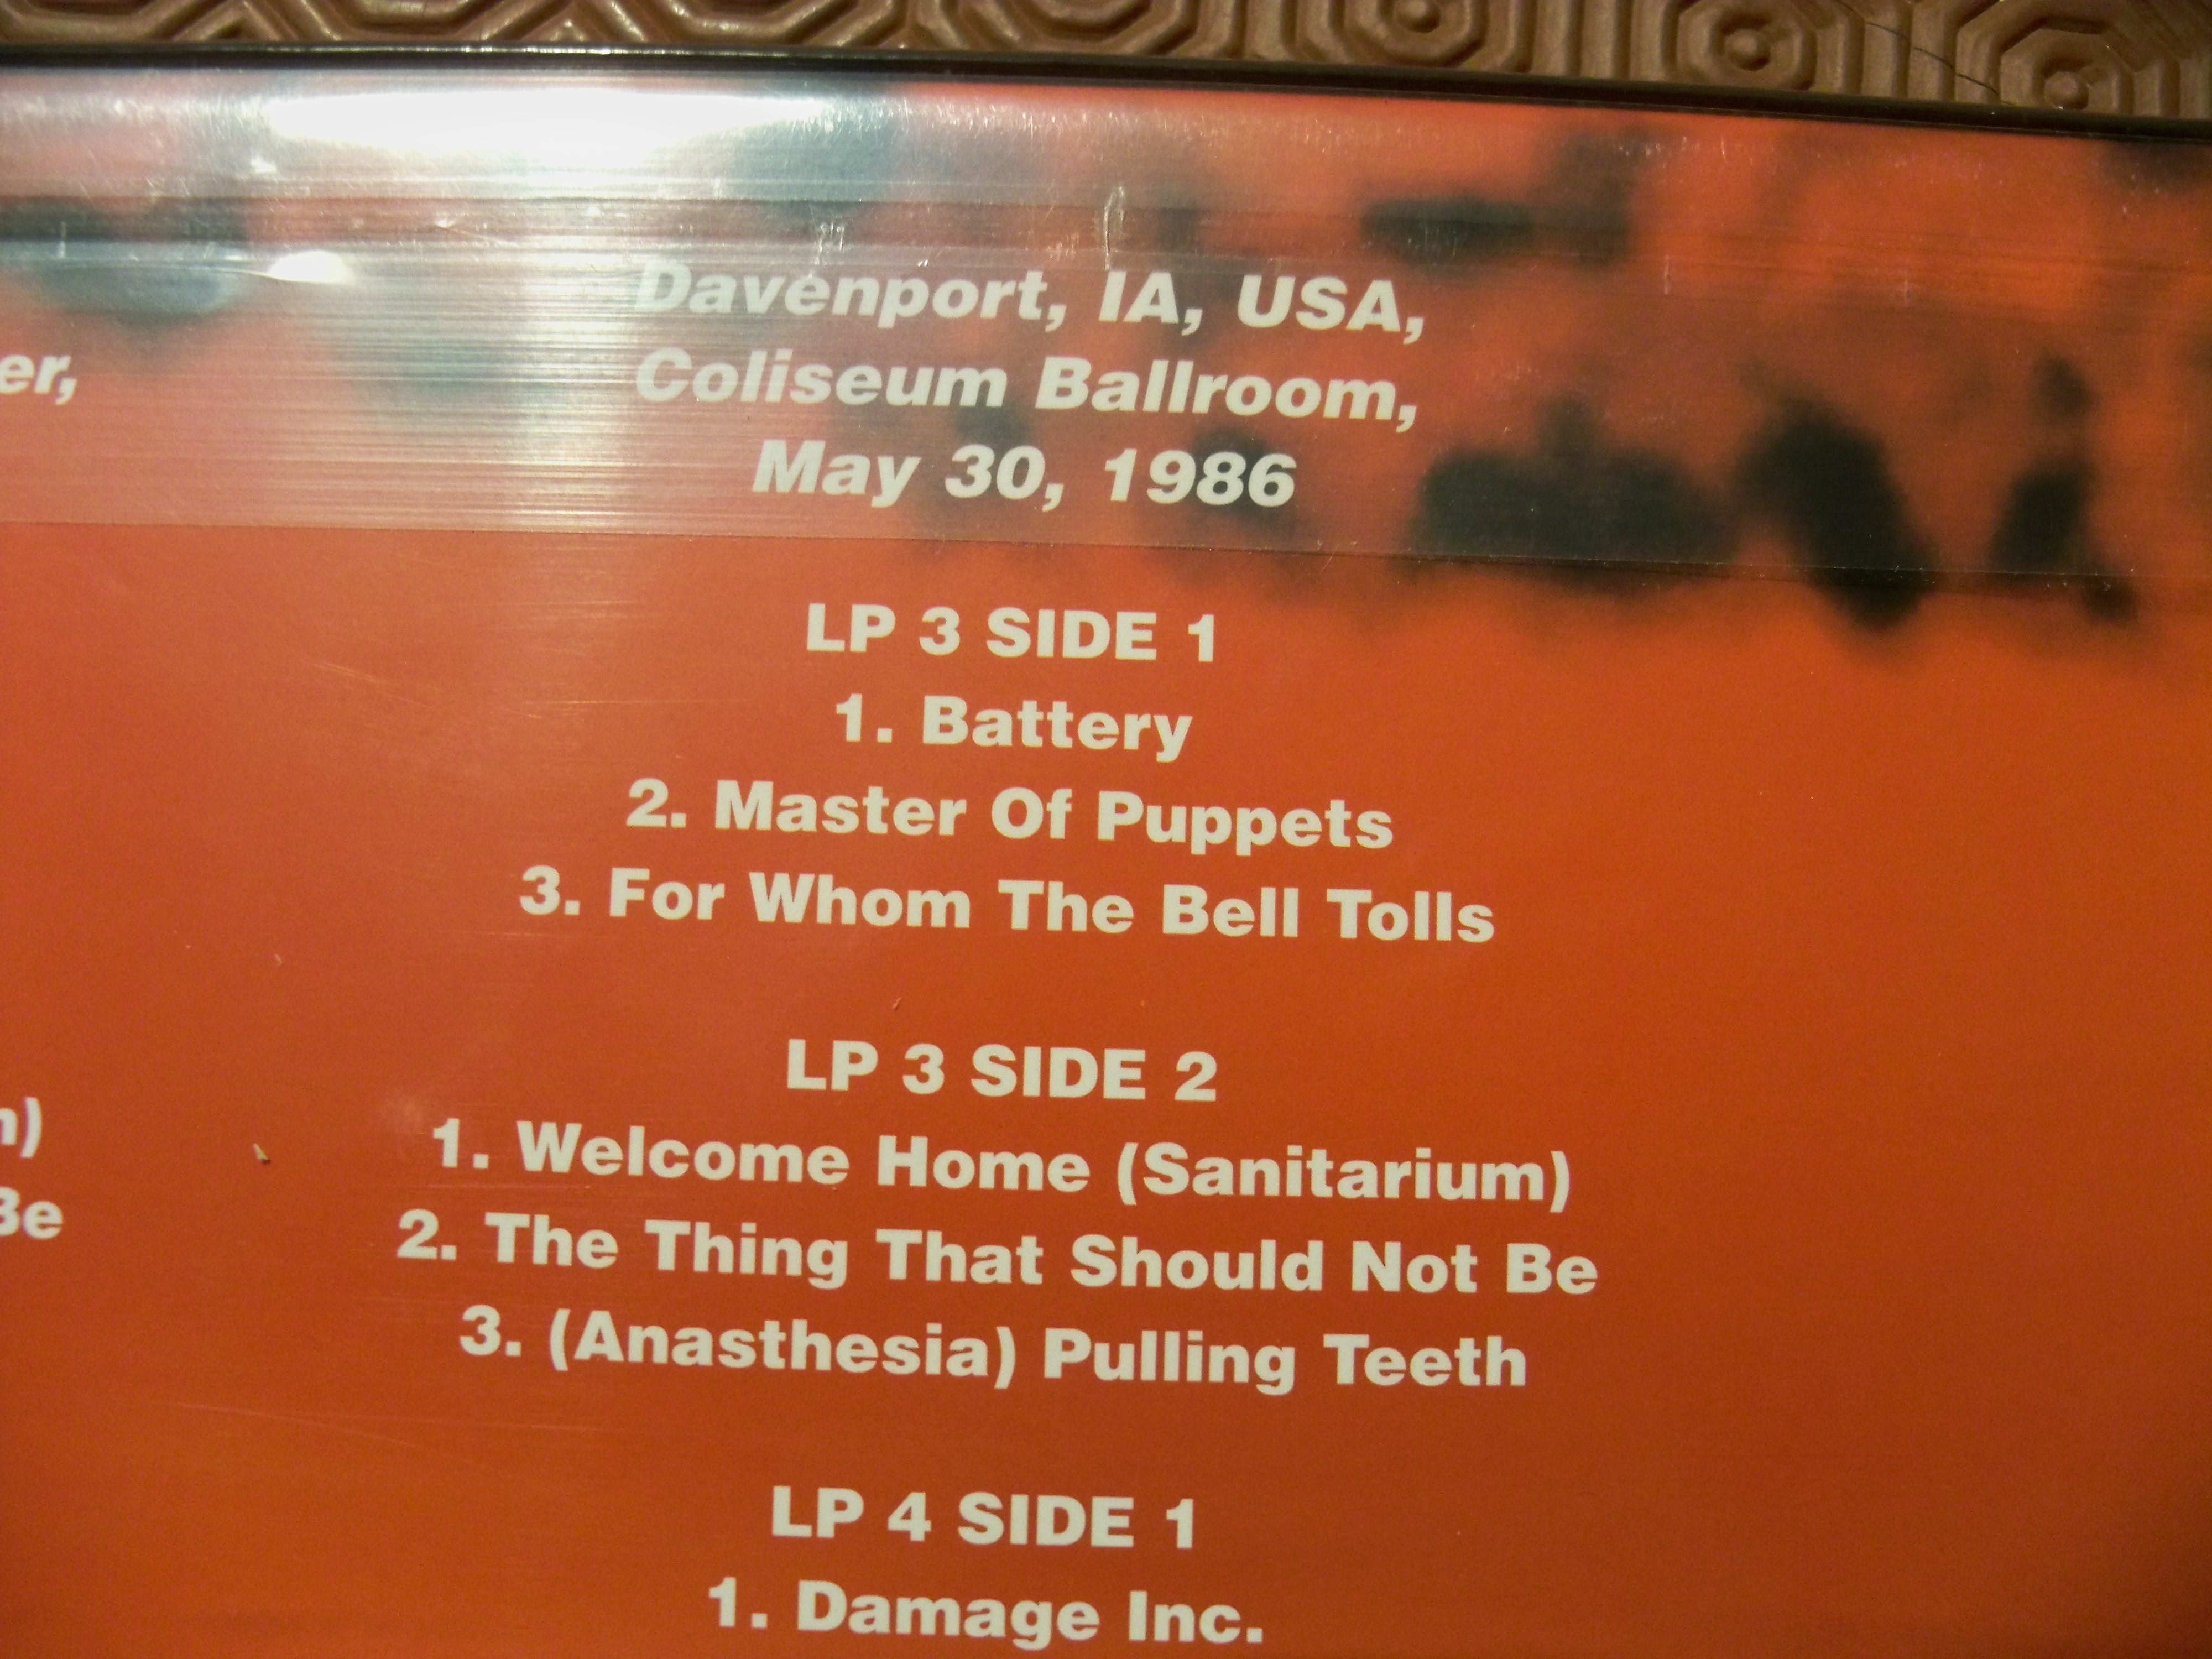 er,
n)
Be
Davenport, IA, USA,
Coliseum Ballroom,
May 30, 1986
LP 3 SIDE 1
1. Battery
2. Master Of Puppets
3. For Whom The Bell Tolls
LP 3 SIDE 2
1. Welcome Home (Sanitarium)
2. The Thing That Should Not Be
3. (Anasthesia) Pulling Teeth
LP 4 SIDE 1
1. Damage Inc.